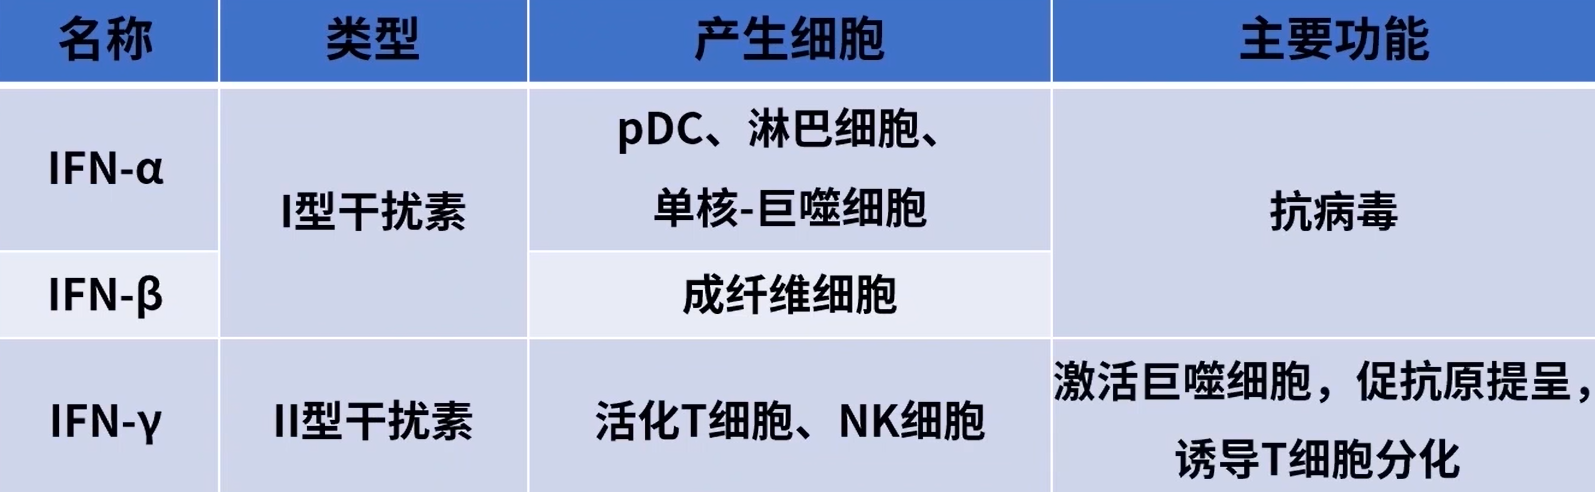 名称 类型 产生细胞 主要功能
IFN-α
I型干扰素
pDC、淋巴细胞、
单核-巨噬细胞
抗病毒
IFN-β
成纤维细胞
IFN-γ
II型干扰素
活化T细胞、NK细胞
激活巨噬细胞，促抗原提呈，
诱导T细胞分化